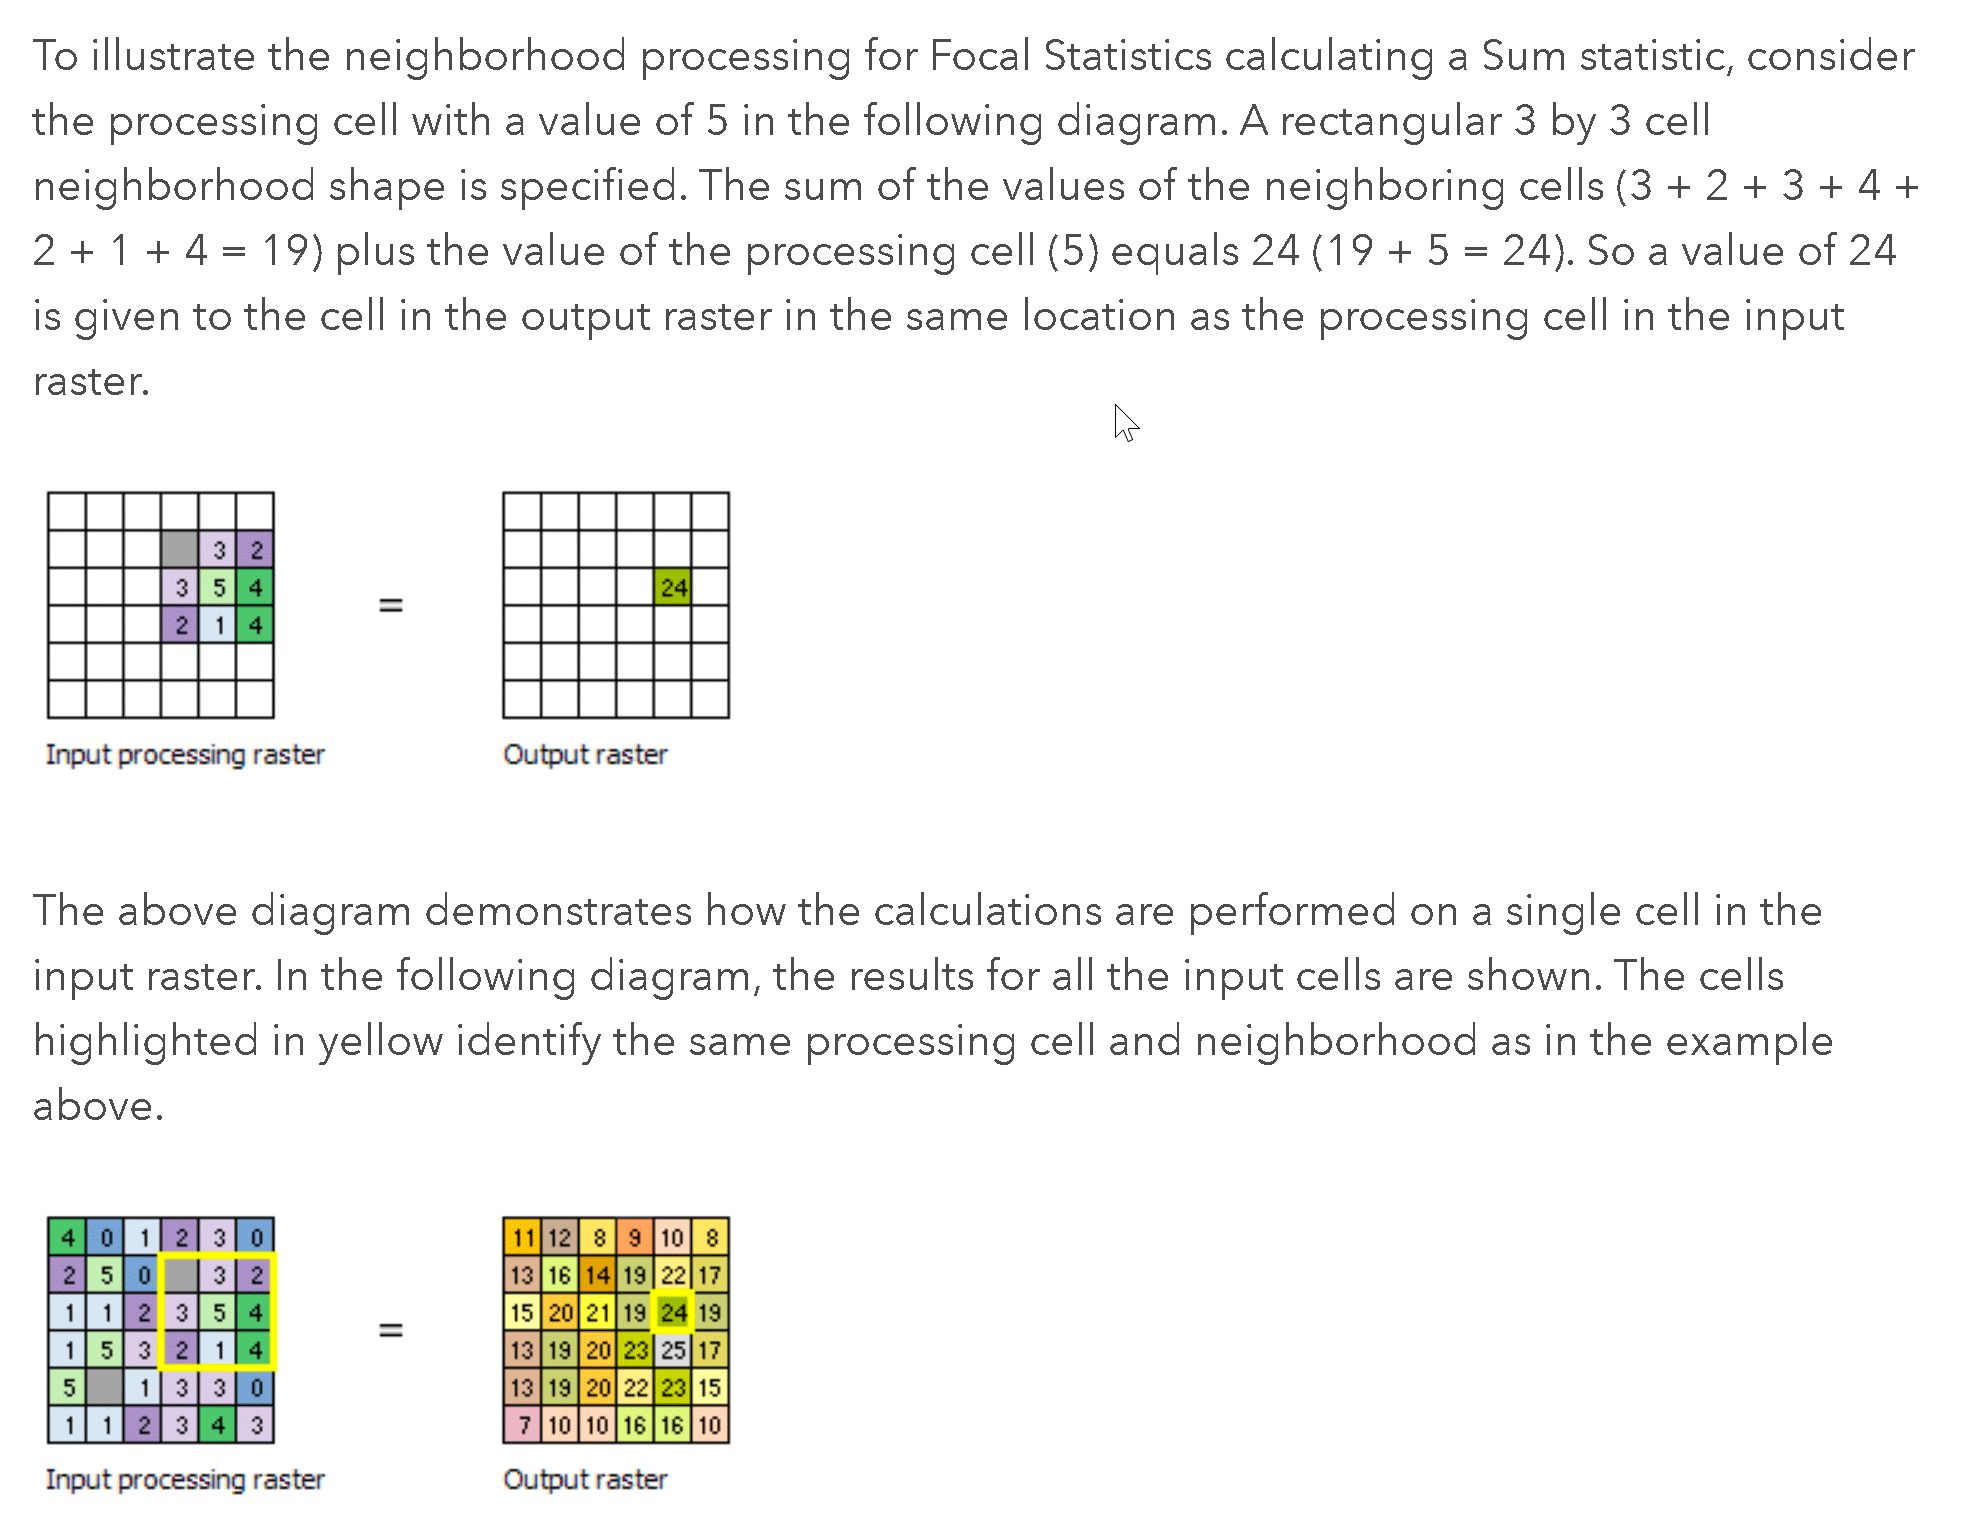 To illustrate the neighborhood processing for Focal Statistics calculating a Sum statistic, consider
the processing cell with a value of 5 in the following diagram. A rectangular 3 by 3 cell
neighborhood shape is specified. The sum of the values of the neighboring cells (3 + 2 + 3 + 4 +
2 + 1 + 4 = 19) plus the value of the processing cell (5) equals 24 (19 + 5 = 24). So a value of 24
is given to the cell in the output raster in the same location as the processing cell in the input
raster.
3 2
3 5 4
2 1 4
=
24
Input processing raster
Output raster
The above diagram demonstrates how the calculations are performed on a single cell in the
input raster. In the following diagram, the results for all the input cells are shown. The cells
highlighted in yellow identify the same processing cell and neighborhood as in the example
above.
4 0 1 2 3 0
2 5 0 3 2
1 1 2 3 5 4
1 5 3 2 1 4
5 1 3 3 0
1 1 2 3 4 3
=
11 12 8 9 10 8
13 16 14 19 22 17
15 20 21 19 24 19
13 19 20 23 25 17
13 19 20 22 23 15
7 10 10 16 16 10
Input processing raster
Output raster